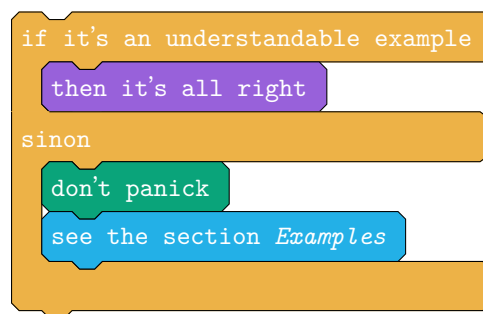 if it's an understandable example
then it's all right
sinon
don't panick
see the section Examples